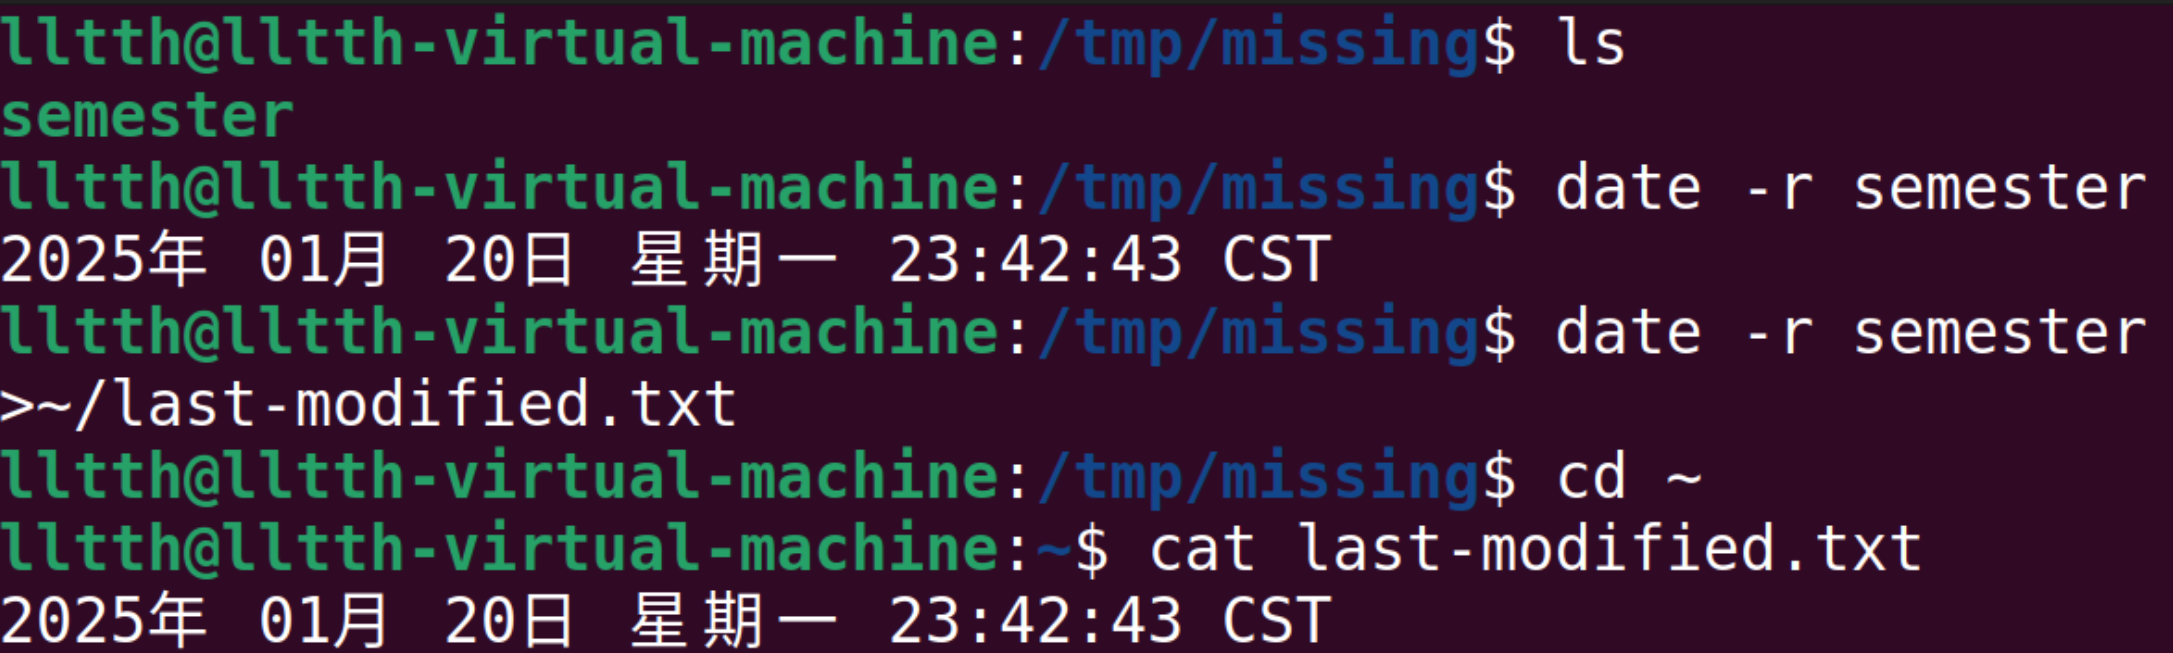 lltth@lltth-virtual-machine:/tmp/missing$ ls
semester
lltth@lltth-virtual-machine:/tmp/missing$ date -r semester
2025年 01月 20日 星期一 23:42:43 CST
lltth@lltth-virtual-machine:/tmp/missing$ date -r semester
>~/last-modified.txt
lltth@lltth-virtual-machine:/tmp/missing$ cd ~
lltth@lltth-virtual-machine:~$ cat last-modified.txt
2025年 01月 20日 星期一 23:42:43 CST